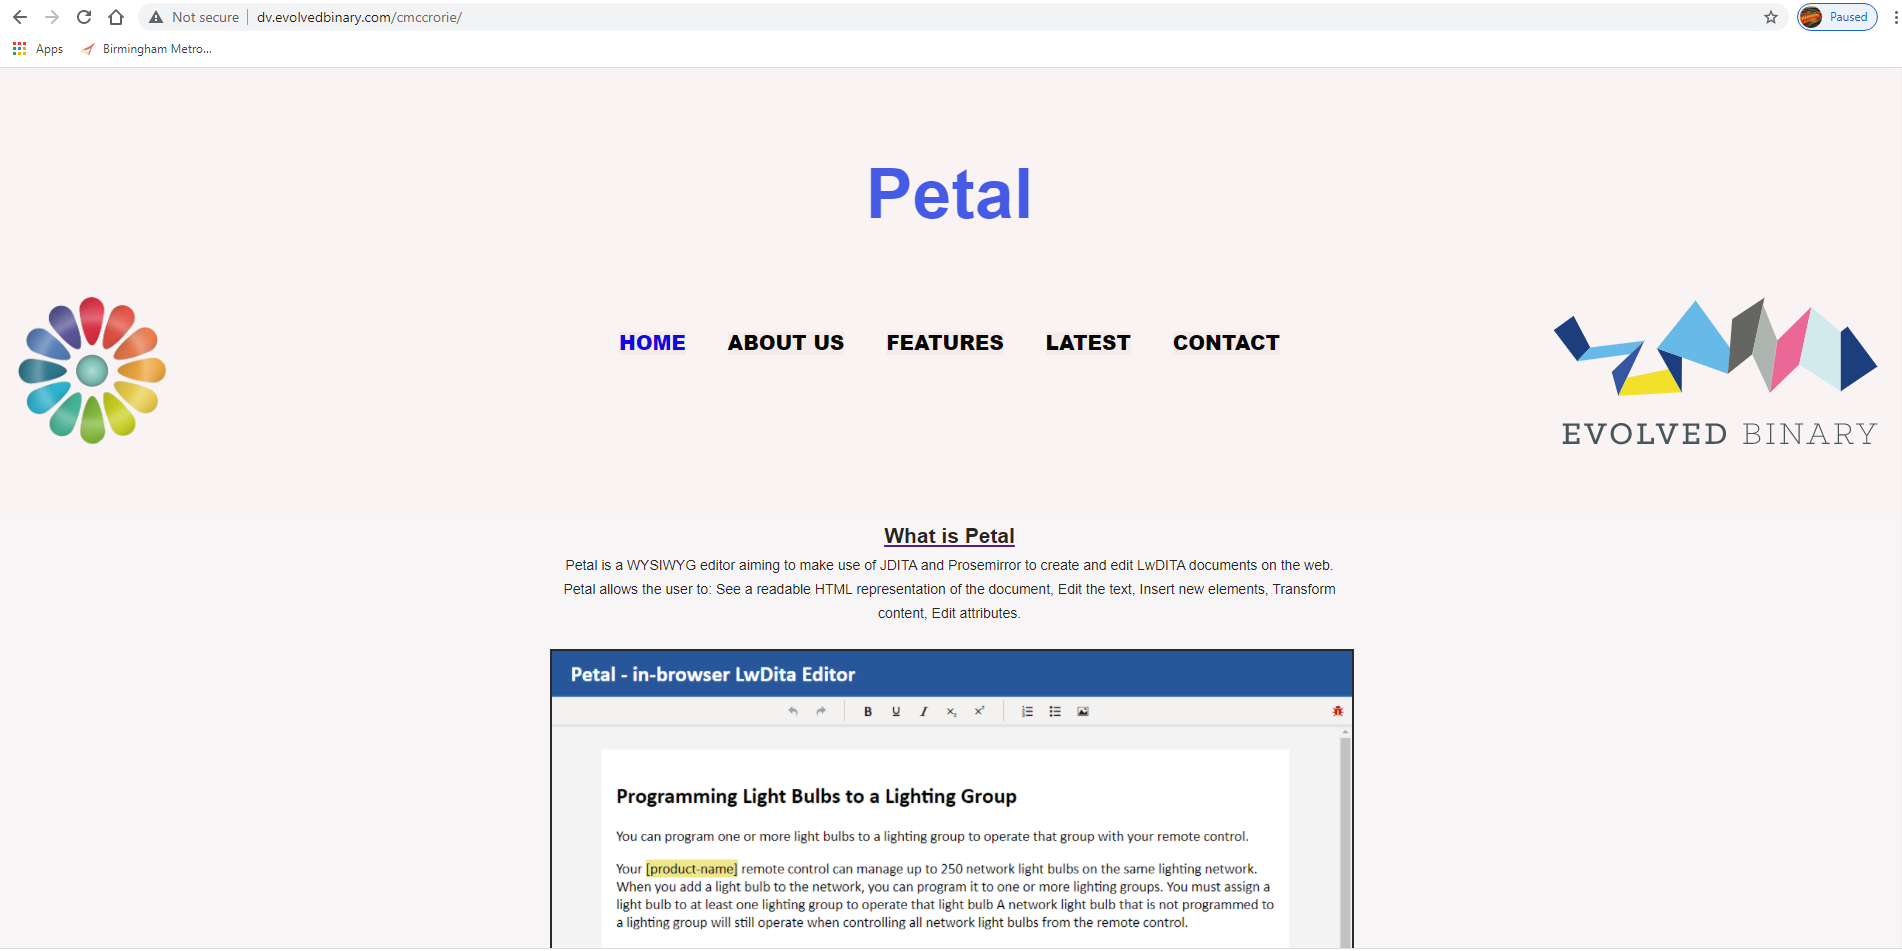 Not secure | dv.evolvedbinary.com/cmccrorie/
Paused
Apps
Birmingham Metro...
Petal
HOME ABOUT US FEATURES LATEST CONTACT
EVOLVED BINARY
What is Petal
Petal is a WYSIWYG editor aiming to make use of JDITA and Prosemirror to create and edit LwDITA documents on the web.
Petal allows the user to: See a readable HTML representation of the document, Edit the text, Insert new elements, Transform
content, Edit attributes.
Petal - in-browser LwDita Editor
B U I x₂ x²
Programming Light Bulbs to a Lighting Group
You can program one or more light bulbs to a lighting group to operate that group with your remote control.
Your [product-name] remote control can manage up to 250 network light bulbs on the same lighting network.
When you add a light bulb to the network, you can program it to one or more lighting groups. You must assign a
light bulb to at least one lighting group to operate that light bulb A network light bulb that is not programmed to
a lighting group will still operate when controlling all network light bulbs from the remote control.